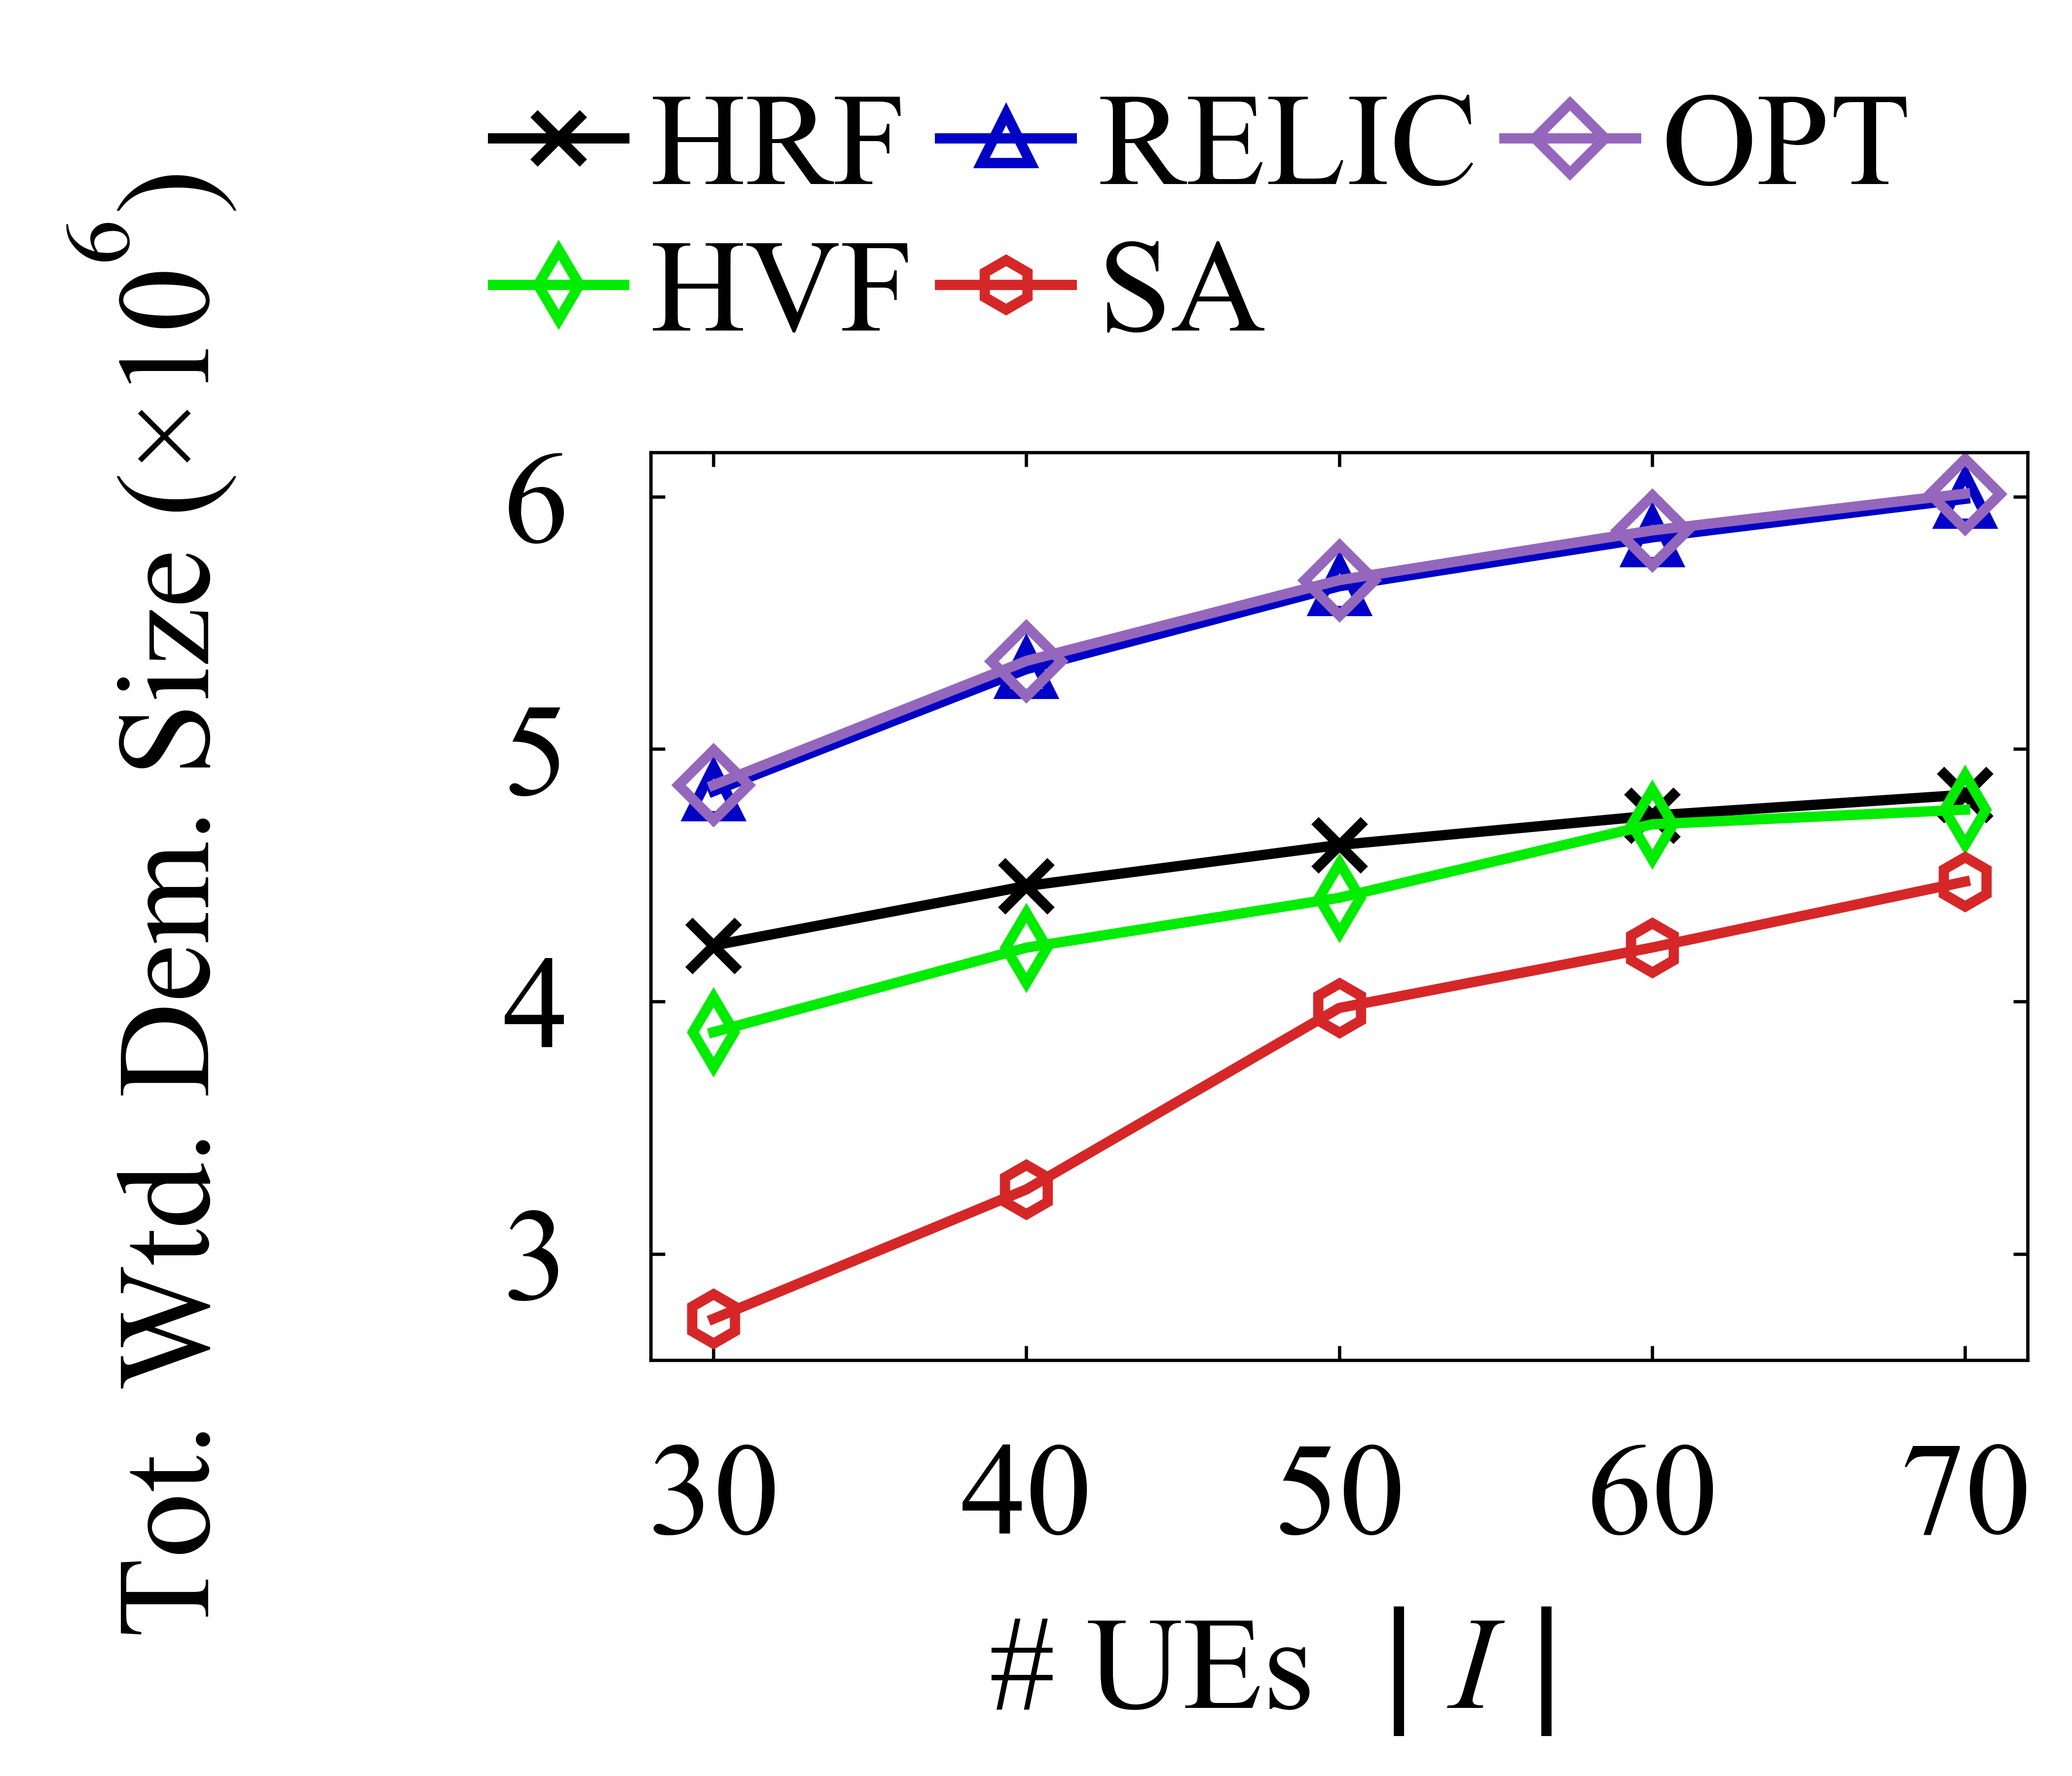 HRF RELIC OPT
HVF SA
Tot. Wtd. Dem. Size (×10^6)
6
5
4
3
30 40 50 60 70
# UEs | I |